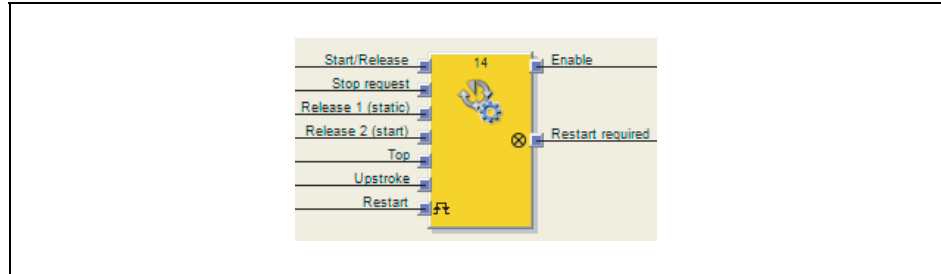 Start/Release
14
Enable
Stop request
Release 1 (static)
Release 2 (start)
Restart required
Top
Upstroke
Restart